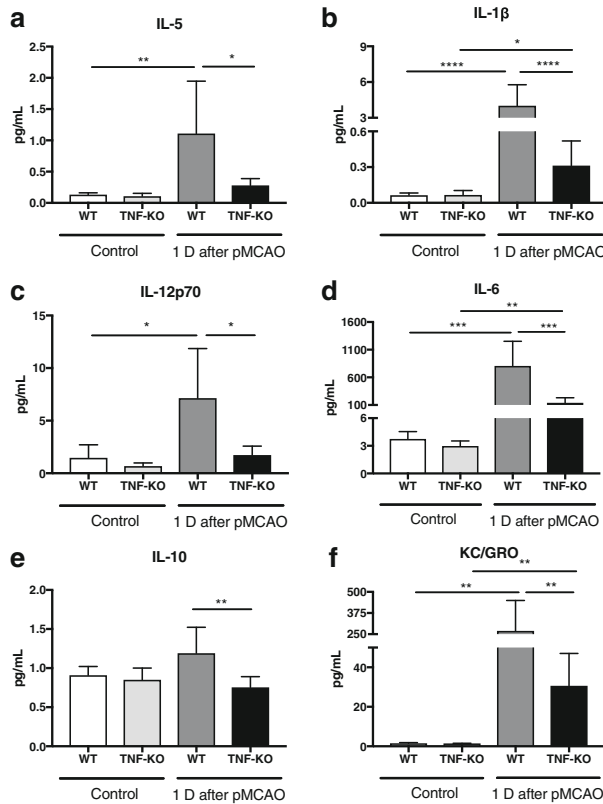 a
IL-5
**
*
pg/mL
2.5
2.0
1.5
1.0
0.5
0.0
WT TNF-KO WT TNF-KO
Control 1 D after pMCAO
b
IL-1β
*
**** ****
pg/mL
9
6
3
0.6
0.3
0.0
WT TNF-KO WT TNF-KO
Control 1 D after pMCAO
c
IL-12p70
* *
pg/mL
15
10
5
0
WT TNF-KO WT TNF-KO
Control 1 D after pMCAO
d
IL-6
**
*** ***
pg/mL
1600
1100
600
100
6
3
0
WT TNF-KO WT TNF-KO
Control 1 D after pMCAO
e
IL-10
**
pg/mL
2.0
1.5
1.0
0.5
0.0
WT TNF-KO WT TNF-KO
Control 1 D after pMCAO
f
KC/GRO
**
** **
pg/mL
500
375
250
40
20
0
WT TNF-KO WT TNF-KO
Control 1 D after pMCAO